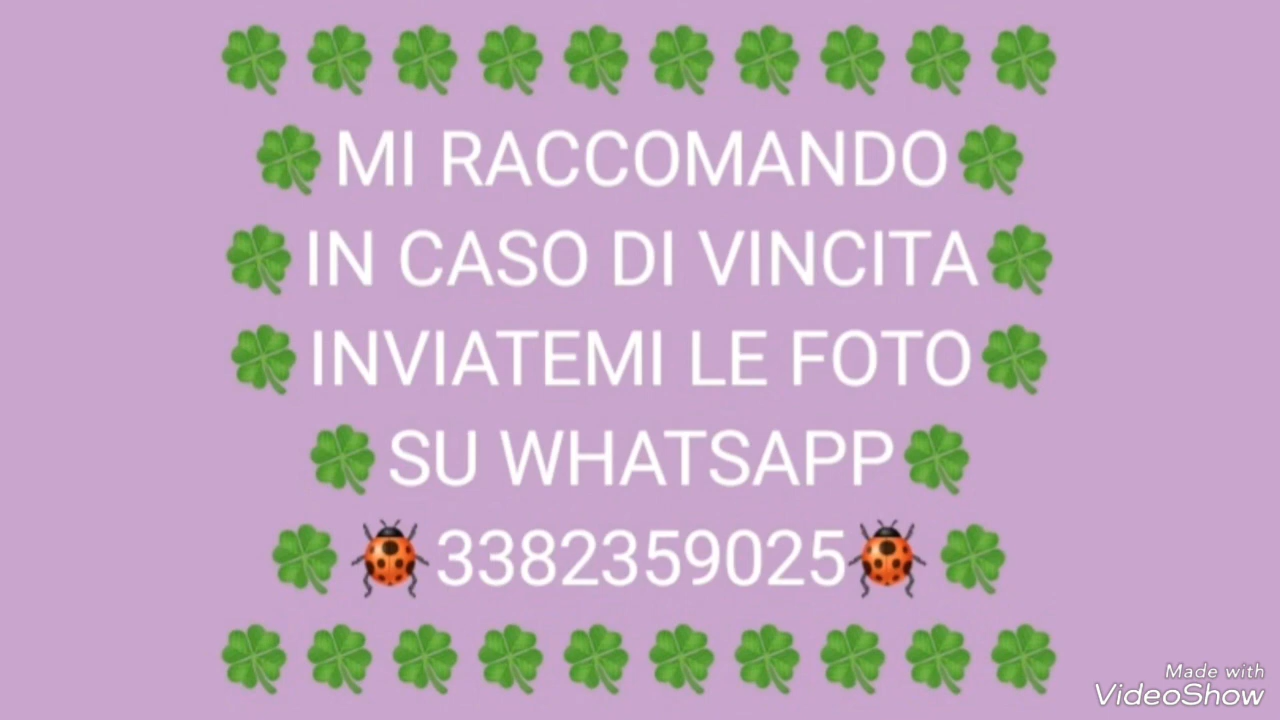 🍀🍀🍀🍀🍀🍀🍀🍀🍀🍀
🍀MI RACCOMANDO🍀
🍀IN CASO DI VINCITA🍀
🍀INVIATEMI LE FOTO🍀
🍀SU WHATSAPP🍀
🍀🐞3382359025🐞🍀
🍀🍀🍀🍀🍀🍀🍀🍀🍀🍀
Made with
VideoShow